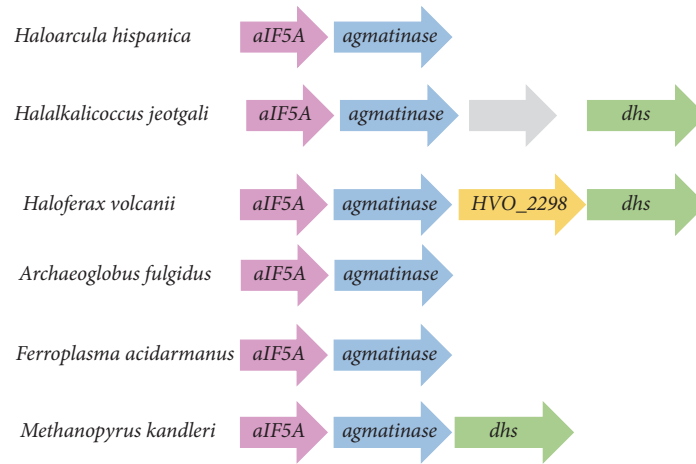 Haloarcula hispanica aIF5A agmatinase
Halalkalicoccus jeotgali aIF5A agmatinase dhs
Haloferax volcanii aIF5A agmatinase HVO_2298 dhs
Archaeoglobus fulgidus aIF5A agmatinase
Ferroplasma acidarmanus aIF5A agmatinase
Methanopyrus kandleri aIF5A agmatinase dhs